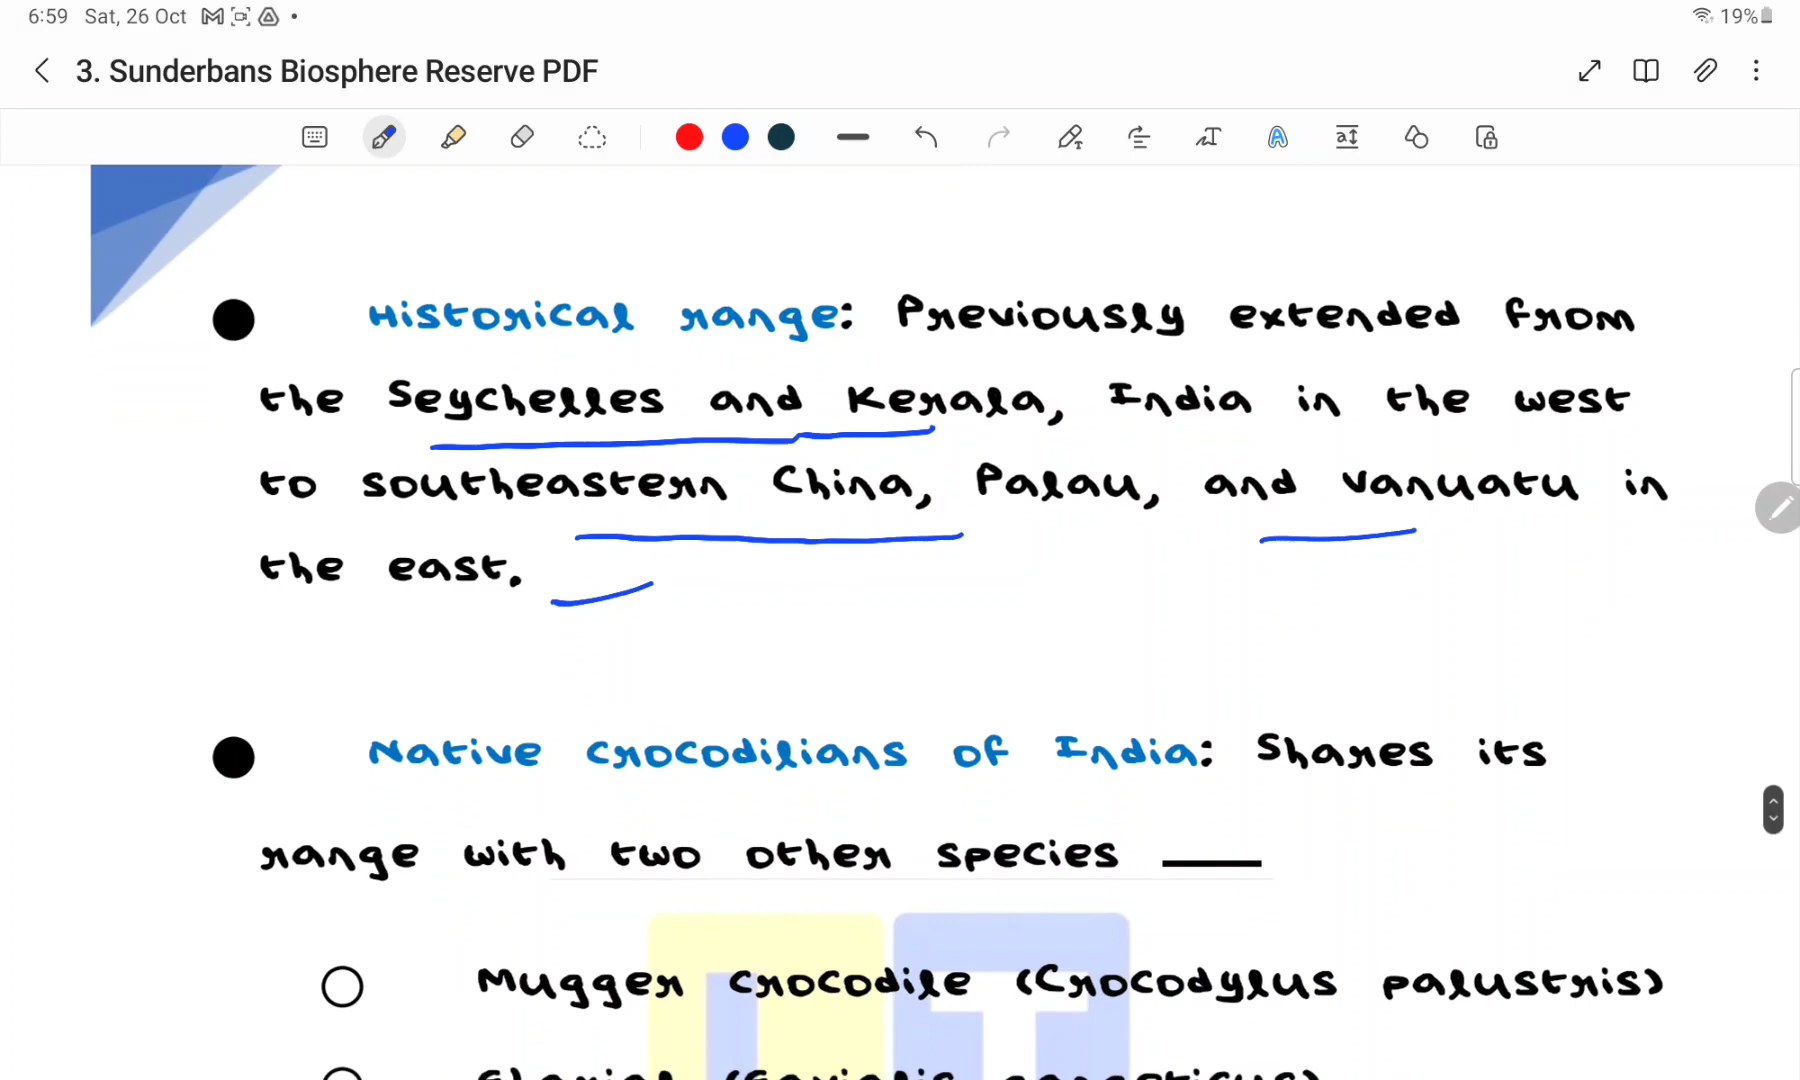 6:59 Sat, 26 Oct 19%
3. Sunderbans Biosphere Reserve PDF
Historical range: Previously extended from
the Seychelles and Kerala, India in the west
to southeastern China, Palau, and Vanuatu in
the east.
Native crocodilians of India: Shares its
range with two other species
Mugger Crocodile (Crocodylus palustris)